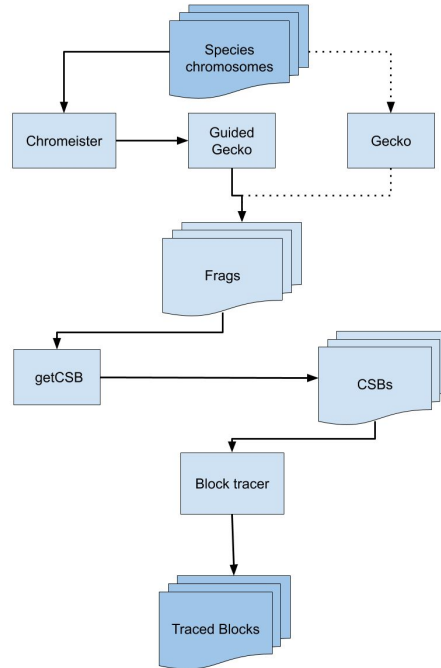 Species
chromosomes
Chromeister
Guided
Gecko
Gecko
Frags
getCSB
CSBs
Block tracer
Traced Blocks